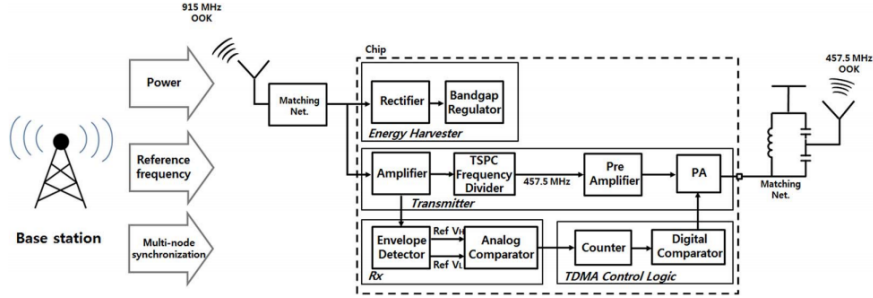 915 MHz
OOK
Power
Reference
frequency
Multi-node
synchronization
Base station
Matching
Net.
Chip
Rectifier
Bandgap
Regulator
Energy Harvester
Amplifier
TSPC
Frequency
Divider
457.5 MHz
Pre
Amplifier
PA
Transmitter
Envelope
Detector
Ref VH
Ref VL
Analog
Comparator
Rx
Counter
Digital
Comparator
TDMA Control Logic
457.5 MHz
OOK
Matching
Net.